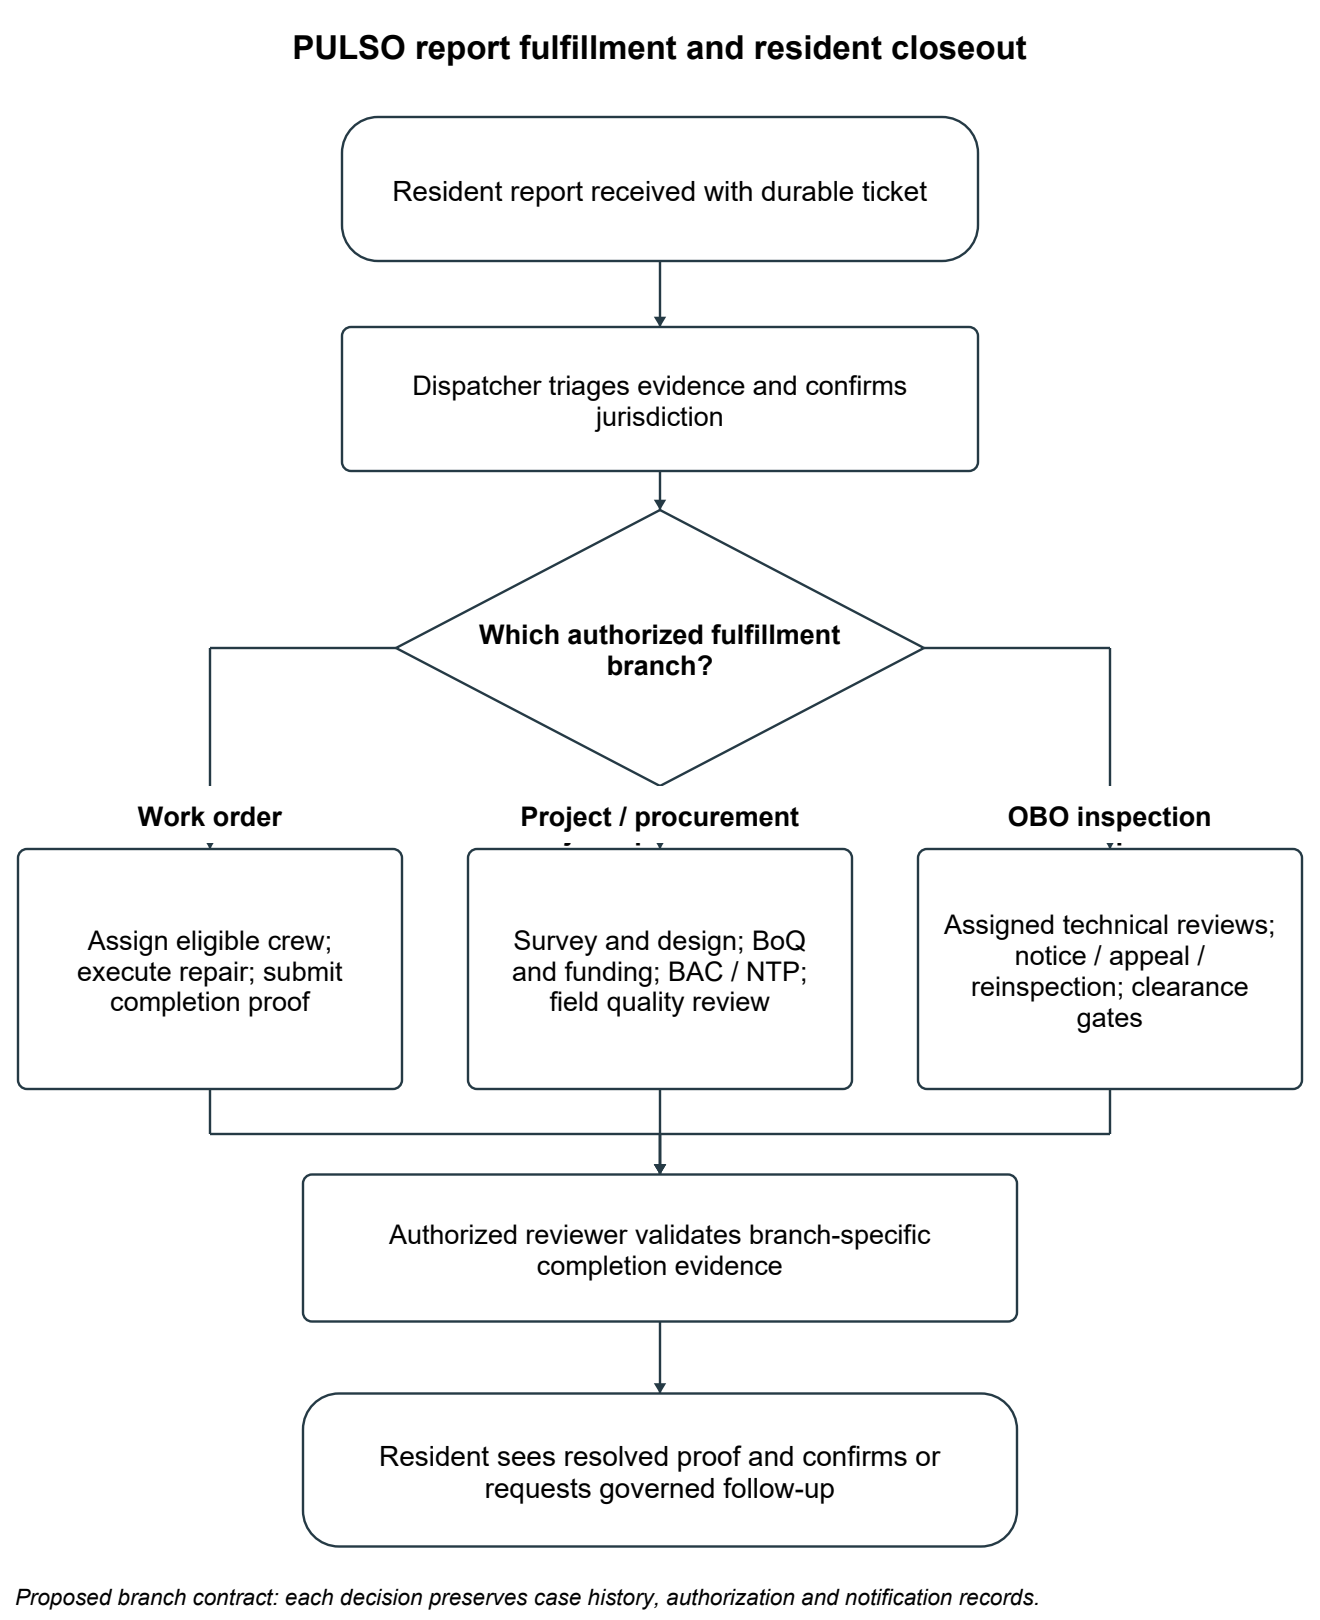 PULSO report fulfillment and resident closeout
Resident report received with durable ticket
Dispatcher triages evidence and confirms
jurisdiction
Which authorized fulfillment
branch?
Work order
Project / procurement
OBO inspection
Assign eligible crew;
execute repair; submit
completion proof
Survey and design; BoQ
and funding; BAC / NTP;
field quality review
Assigned technical reviews;
notice / appeal /
reinspection; clearance
gates
Authorized reviewer validates branch-specific
completion evidence
Resident sees resolved proof and confirms or
requests governed follow-up
Proposed branch contract: each decision preserves case history, authorization and notification records.